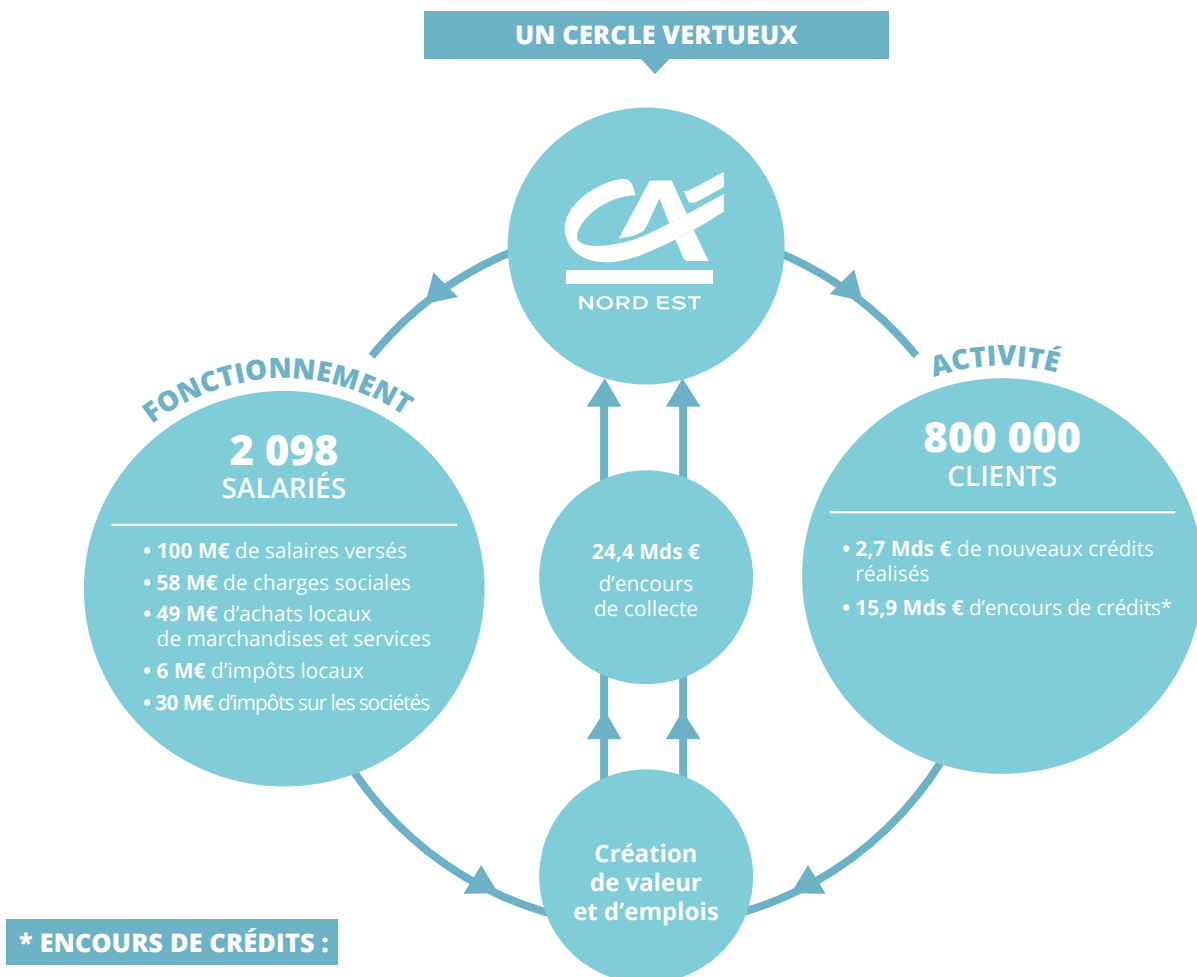 UN CERCLE VERTUEUX
CA
NORD EST
FONCTIONNEMENT
2 098
SALARIÉS
• 100 M€ de salaires versés
• 58 M€ de charges sociales
• 49 M€ d'achats locaux
de marchandises et services
• 6 M€ d'impôts locaux
• 30 M€ d'impôts sur les sociétés
24,4 Mds €
d'encours
de collecte
ACTIVITÉ
800 000
CLIENTS
• 2,7 Mds € de nouveaux crédits
réalisés
• 15,9 Mds € d'encours de crédits*
Création
de valeur
et d'emplois
* ENCOURS DE CRÉDITS :